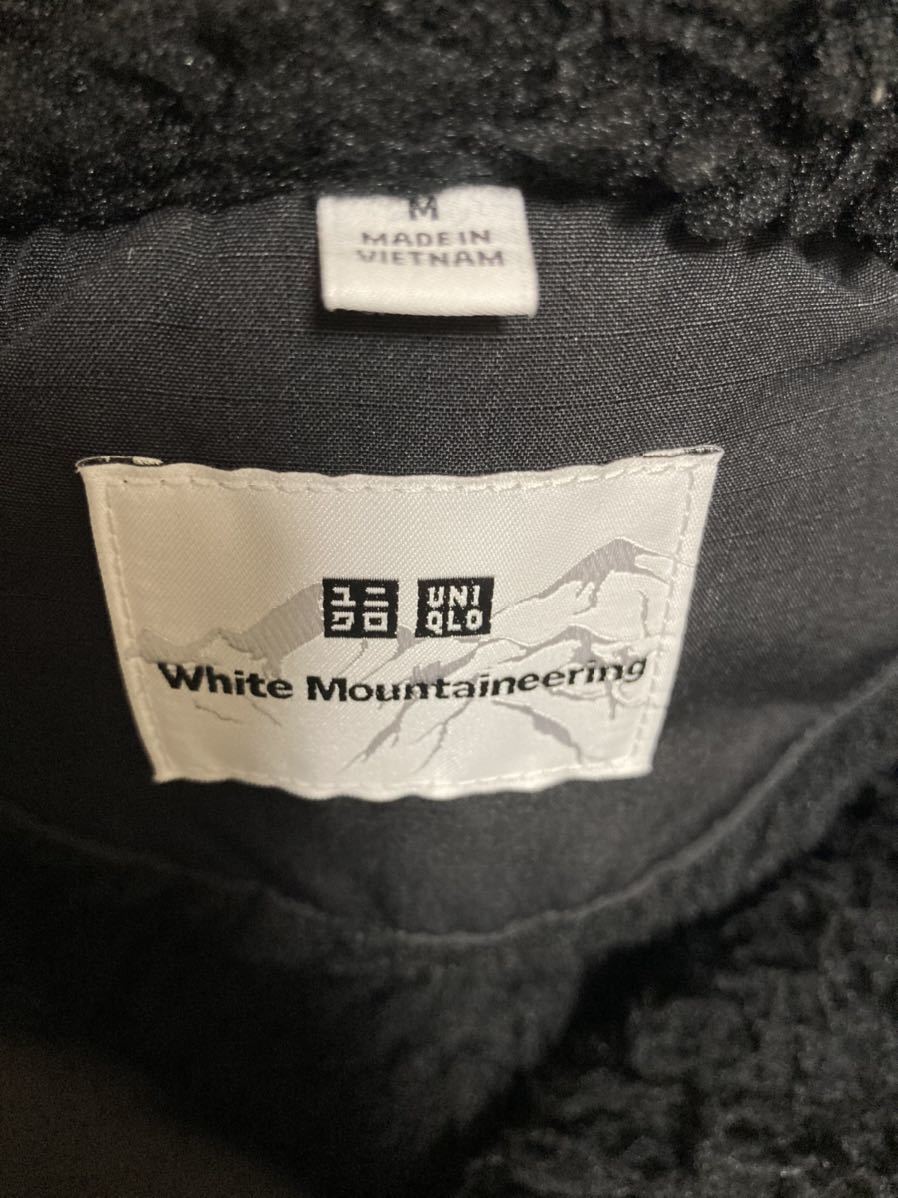 M
MADE IN
VIETNAM
ユニ
クロ
UNI
QLO
White Mountaineering